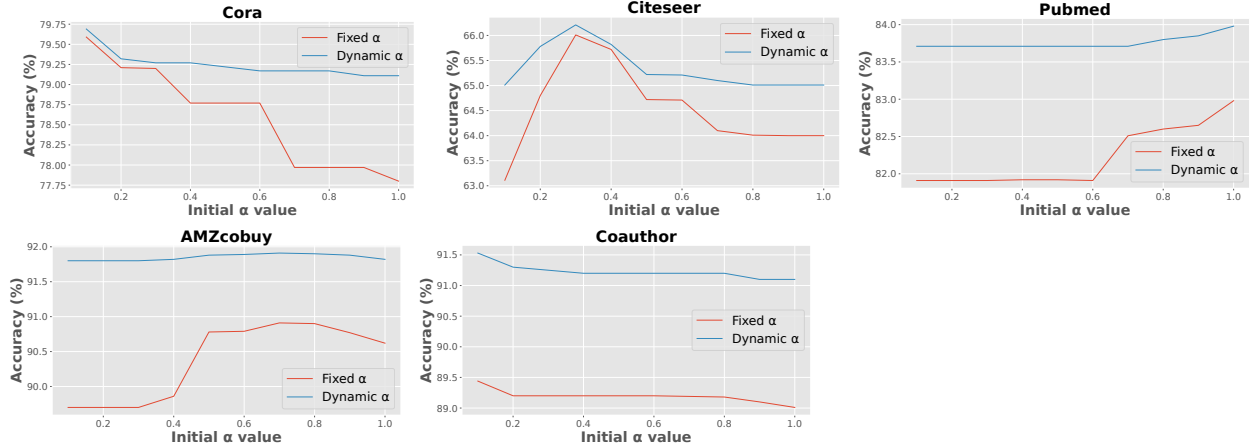 Cora
Accuracy (%)
79.75
79.50
79.25
79.00
78.75
78.50
78.25
78.00
77.75
0.2
0.4
0.6
0.8
1.0
Initial α value
Fixed α
Dynamic α
Citeseer
Accuracy (%)
66.0
65.5
65.0
64.5
64.0
63.5
63.0
0.2
0.4
0.6
0.8
1.0
Initial α value
Fixed α
Dynamic α
Pubmed
Accuracy (%)
84.0
83.5
83.0
82.5
82.0
0.2
0.4
0.6
0.8
1.0
Initial α value
Fixed α
Dynamic α
AMZcobuy
Accuracy (%)
92.0
91.5
91.0
90.5
90.0
0.2
0.4
0.6
0.8
1.0
Initial α value
Fixed α
Dynamic α
Coauthor
Accuracy (%)
91.5
91.0
90.5
90.0
89.5
89.0
0.2
0.4
0.6
0.8
1.0
Initial α value
Fixed α
Dynamic α